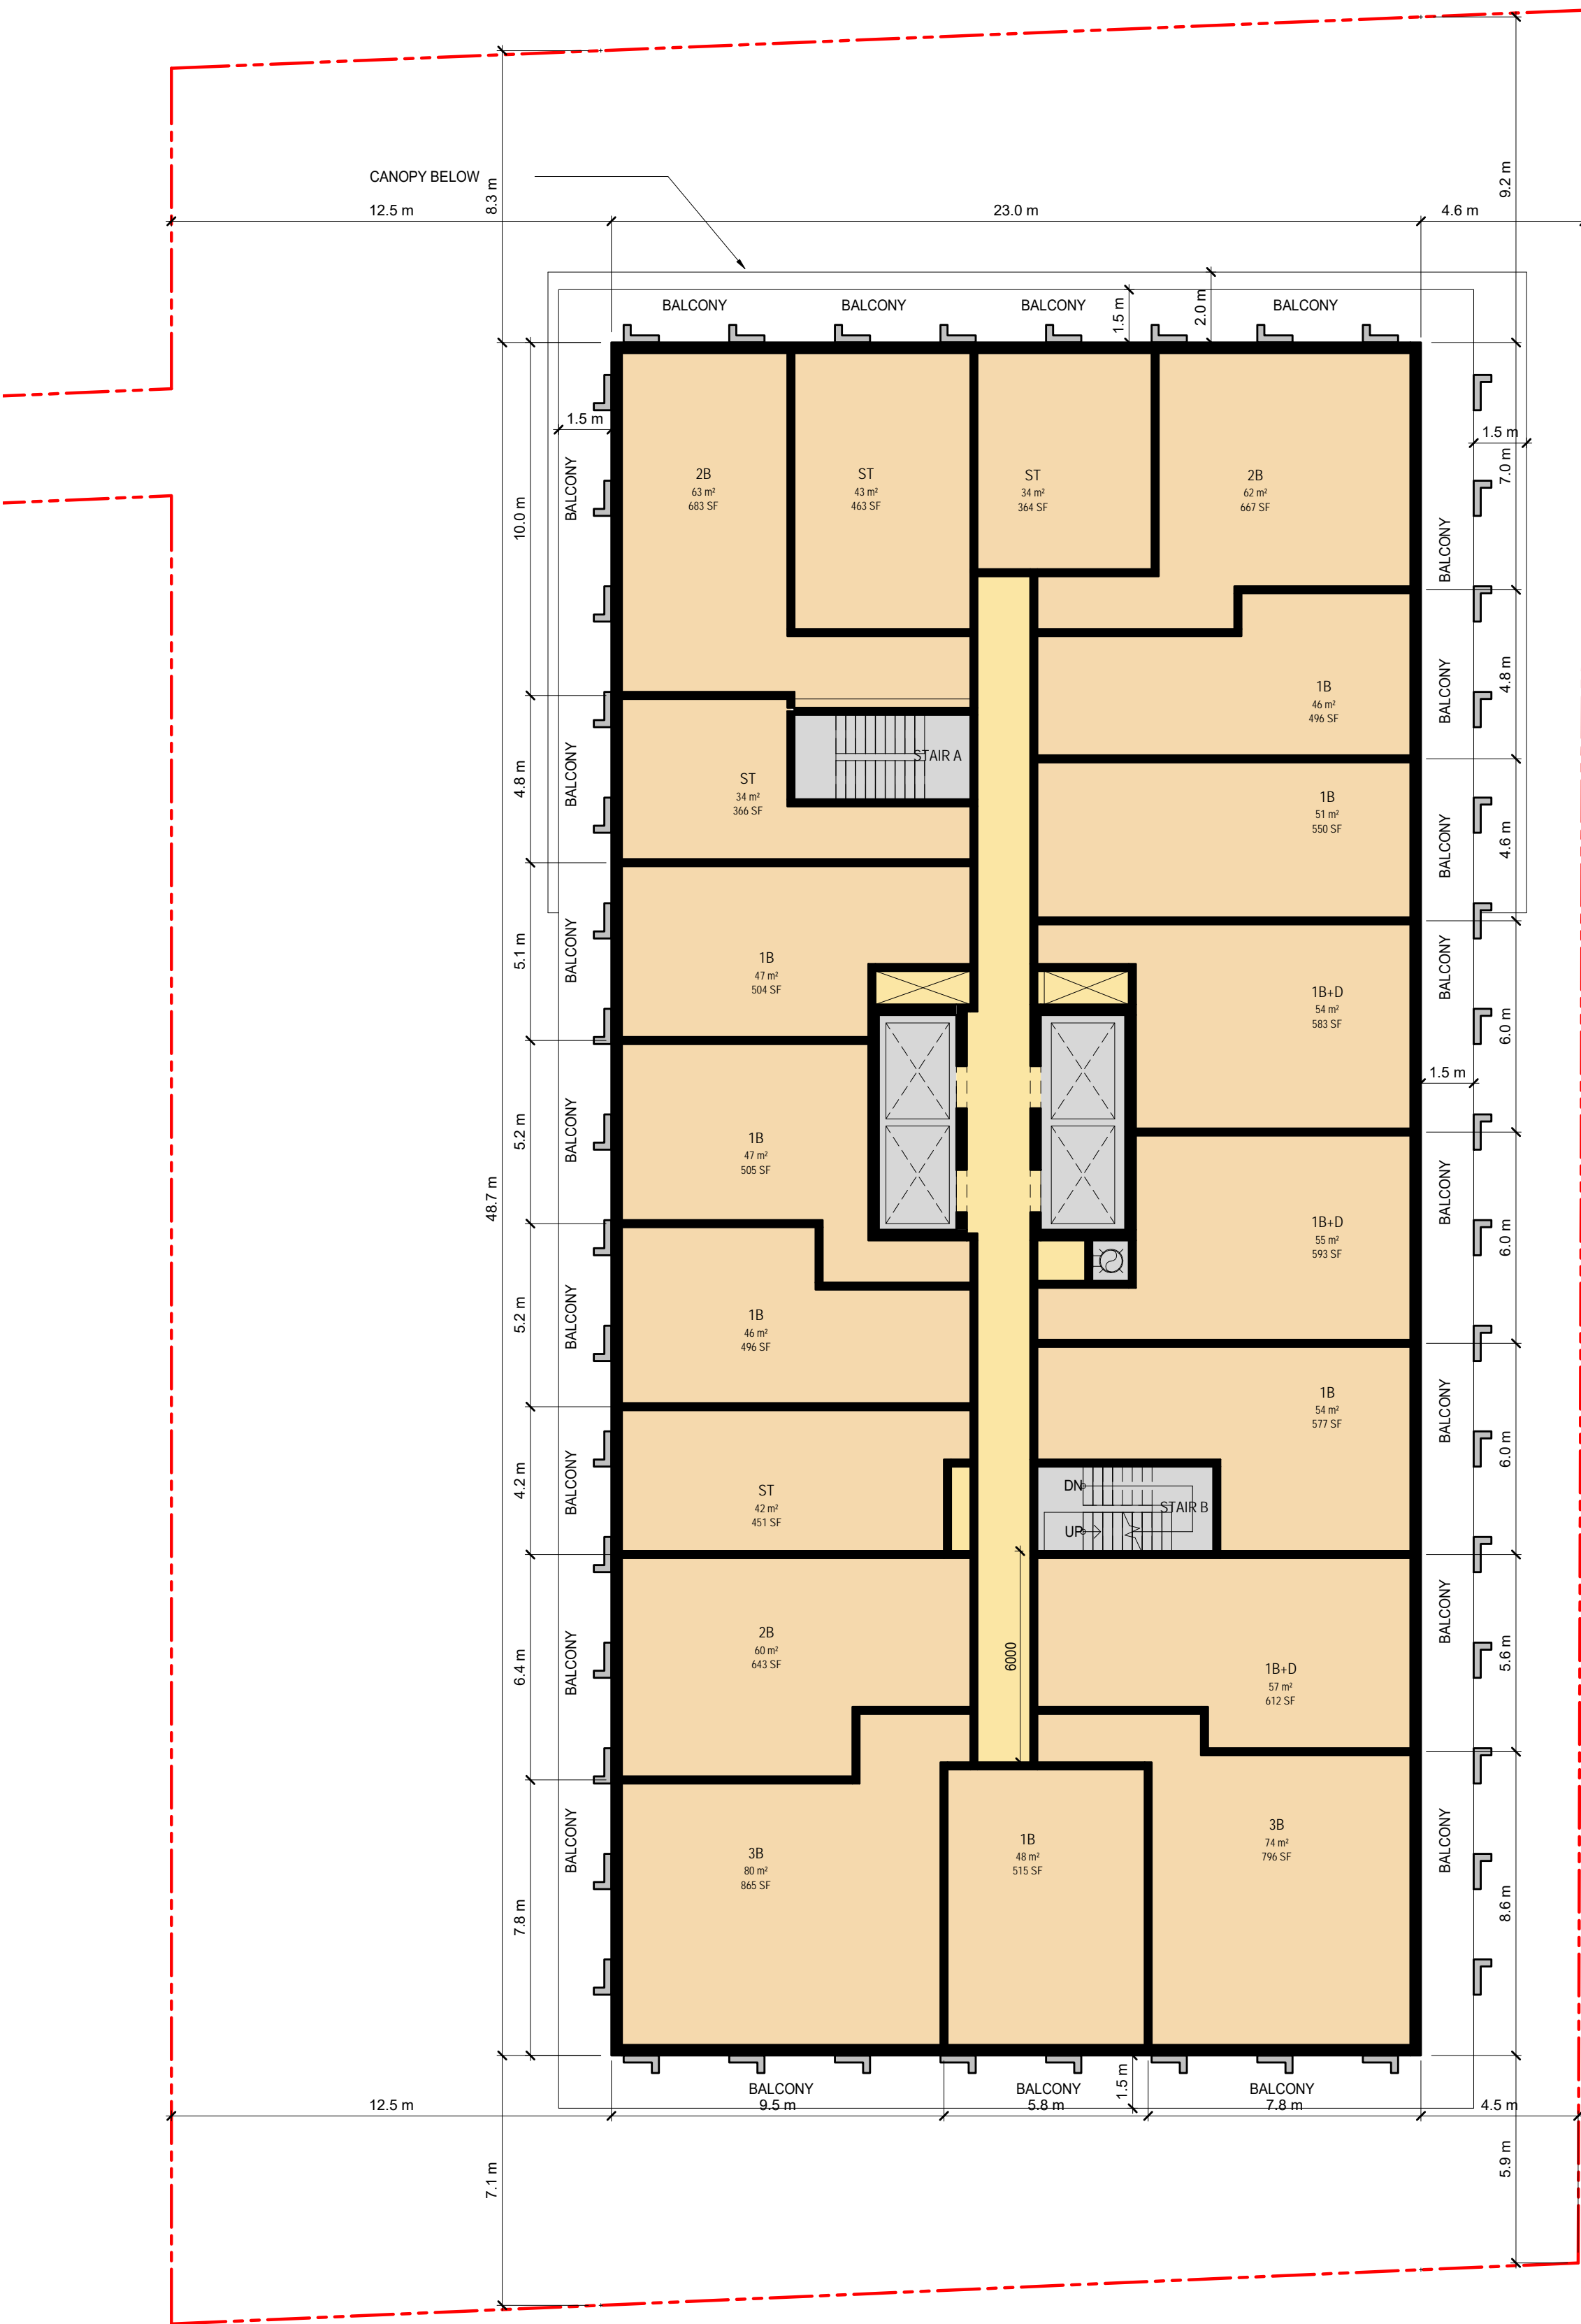 9.2 m
CANOPY BELOW
8.3 m
12.5 m
23.0 m
4.6 m
BALCONY
BALCONY
BALCONY
1.5 m
2.0 m
BALCONY
1.5 m
1.5 m
BALCONY
10.0 m
2B
63 m²
683 SF
ST
43 m²
463 SF
ST
34 m²
364 SF
2B
62 m²
667 SF
7.0 m
BALCONY
1B
46 m²
496 SF
BALCONY
4.8 m
STAIR A
BALCONY
4.8 m
ST
34 m²
366 SF
1B
51 m²
550 SF
BALCONY
4.6 m
BALCONY
5.1 m
1B
47 m²
504 SF
BALCONY
1B+D
54 m²
583 SF
6.0 m
1.5 m
BALCONY
5.2 m
1B
47 m²
505 SF
48.7 m
BALCONY
1B+D
55 m²
593 SF
6.0 m
BALCONY
5.2 m
1B
46 m²
496 SF
1B
54 m²
577 SF
BALCONY
6.0 m
BALCONY
4.2 m
ST
42 m²
451 SF
DN
STAIR B
UP
BALCONY
2B
60 m²
643 SF
BALCONY
6.4 m
6000
1B+D
57 m²
612 SF
5.6 m
BALCONY
3B
80 m²
865 SF
1B
48 m²
515 SF
3B
74 m²
796 SF
BALCONY
7.8 m
8.6 m
BALCONY
BALCONY
1.5 m
BALCONY
12.5 m
9.5 m
5.8 m
7.8 m
4.5 m
7.1 m
5.9 m